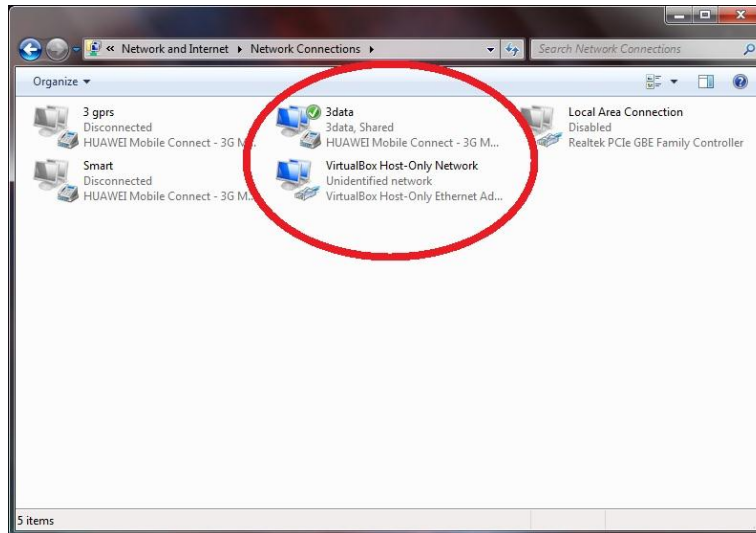 « Network and Internet ▸ Network Connections ▸
Search Network Connections
Organize ▾
3 gprs
Disconnected
HUAWEI Mobile Connect - 3G M...
3data
3data, Shared
HUAWEI Mobile Connect - 3G M...
Local Area Connection
Disabled
Realtek PCIe GBE Family Controller
Smart
Disconnected
HUAWEI Mobile Connect - 3G M...
VirtualBox Host-Only Network
Unidentified network
VirtualBox Host-Only Ethernet Ad...
5 items